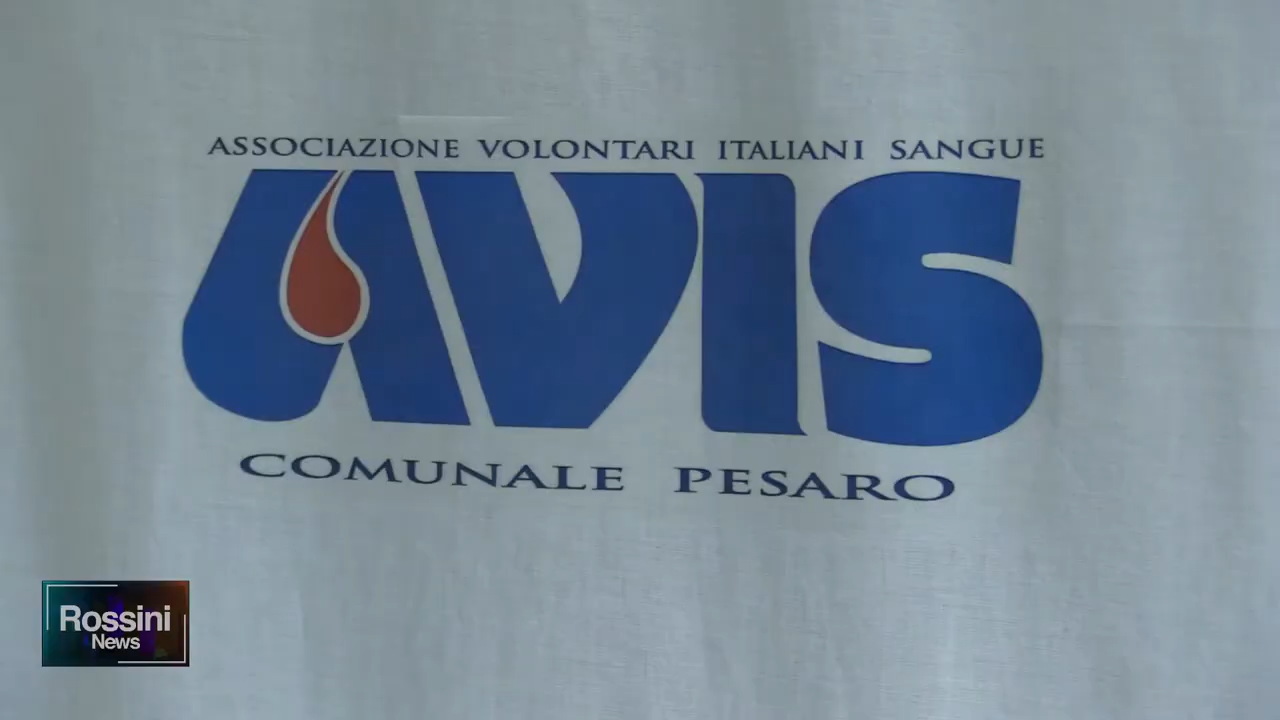 ASSOCIAZIONE VOLONTARI ITALIANI SANGUE
AVIS
COMUNALE PESARO
Rossini
News